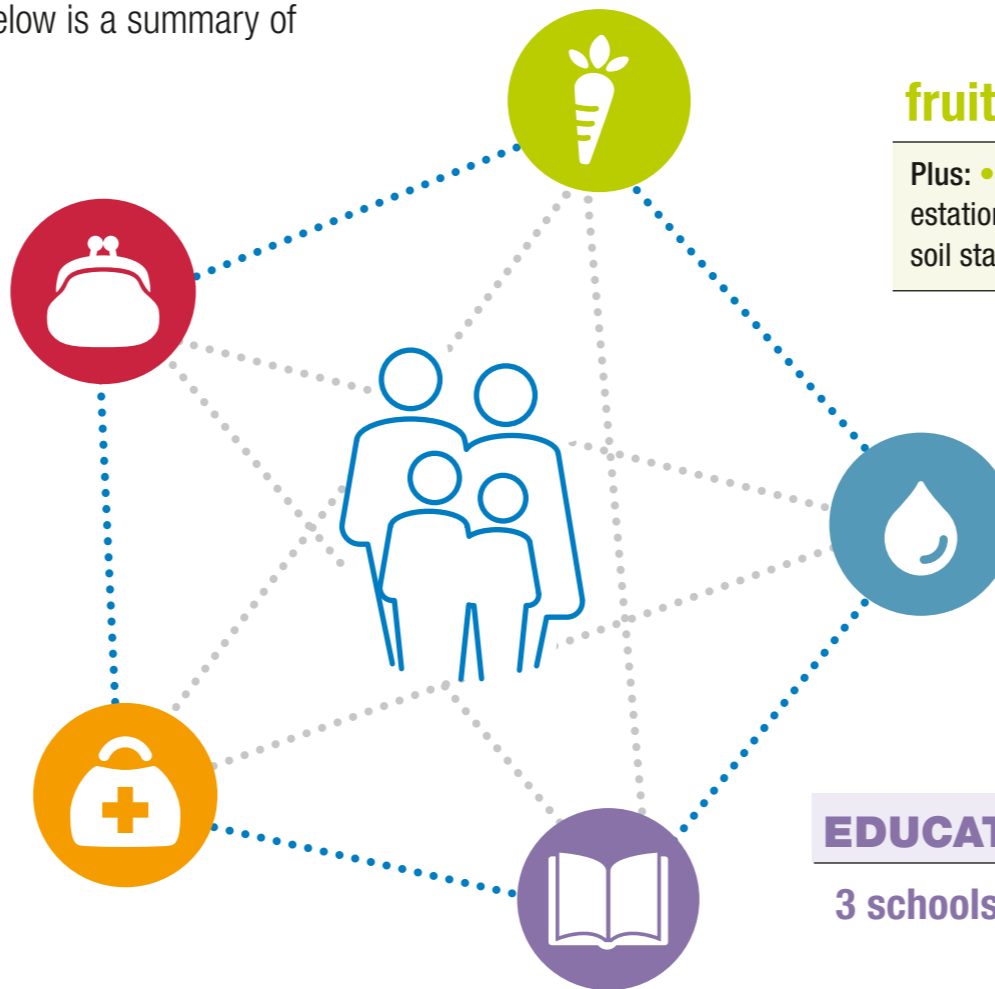 elow is a summary of
fruit
Plus: •
estation
soil sta
EDUCAT
3 schools